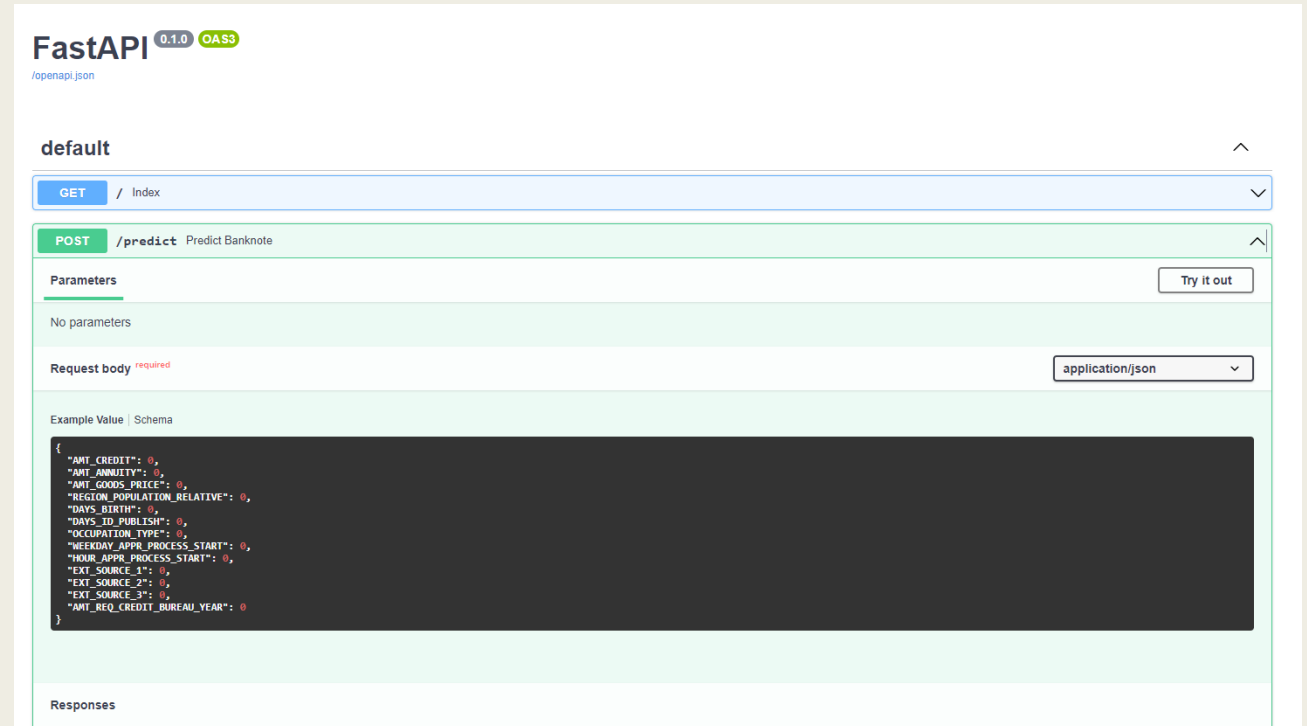 FastAPI 0.1.0 OAS3
/openapi.json
default
GET / Index
POST /predict Predict Banknote
Parameters Try it out
No parameters
Request body required application/json
Example Value Schema
{
"AMT_CREDIT": 0,
"AMT_ANNUITY": 0,
"AMT_GOODS_PRICE": 0,
"REGION_POPULATION_RELATIVE": 0,
"DAYS_BIRTH": 0,
"DAYS_ID_PUBLISH": 0,
"OCCUPATION_TYPE": 0,
"WEEKDAY_APPR_PROCESS_START": 0,
"HOUR_APPR_PROCESS_START": 0,
"EXT_SOURCE_1": 0,
"EXT_SOURCE_2": 0,
"EXT_SOURCE_3": 0,
"AMT_REQ_CREDIT_BUREAU_YEAR": 0
}
Responses